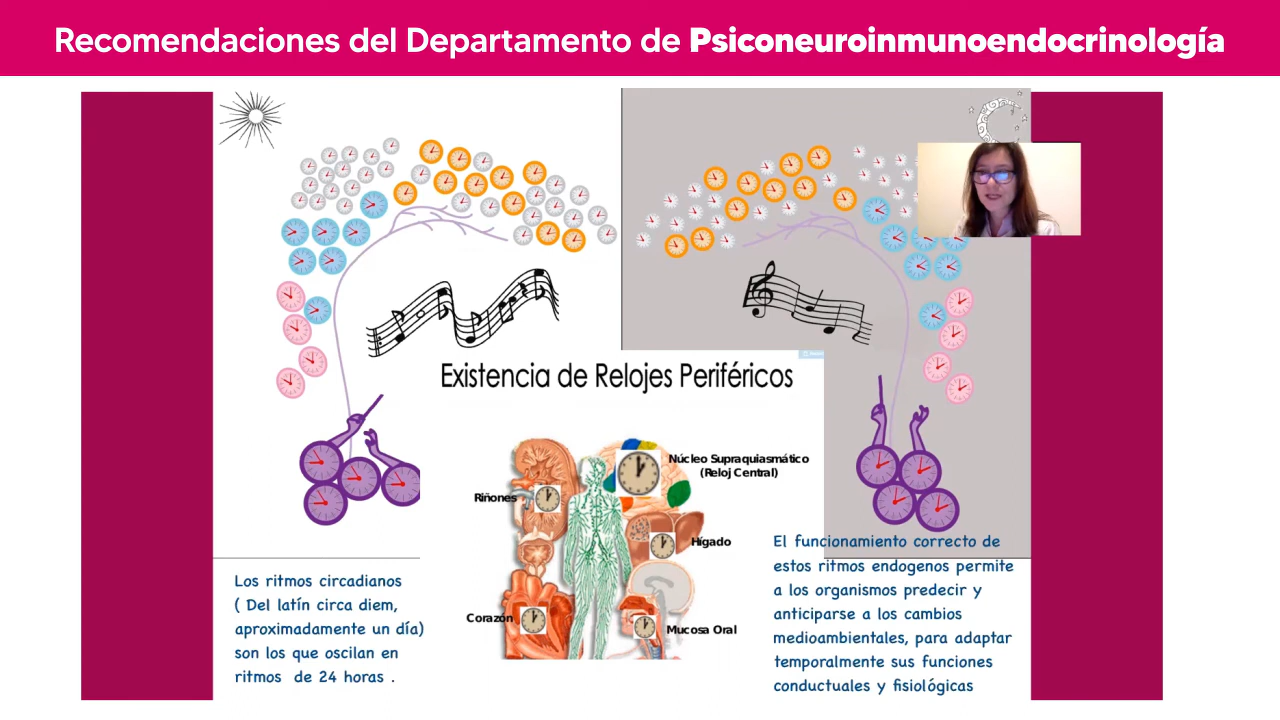 Recomendaciones del Departamento de Psiconeuroinmunoendocrinología
Existencia de Relojes Periféricos
Núcleo Supraquiasmático
(Reloj Central)
Riñones
Hígado
Corazón
Mucosa Oral
Los ritmos circadianos
( Del latín circa diem,
aproximadamente un día)
son los que oscilan en
ritmos de 24 horas .
El funcionamiento correcto de
estos ritmos endogenos permite
a los organismos predecir y
anticiparse a los cambios
medioambientales, para adaptar
temporalmente sus funciones
conductuales y fisiológicas